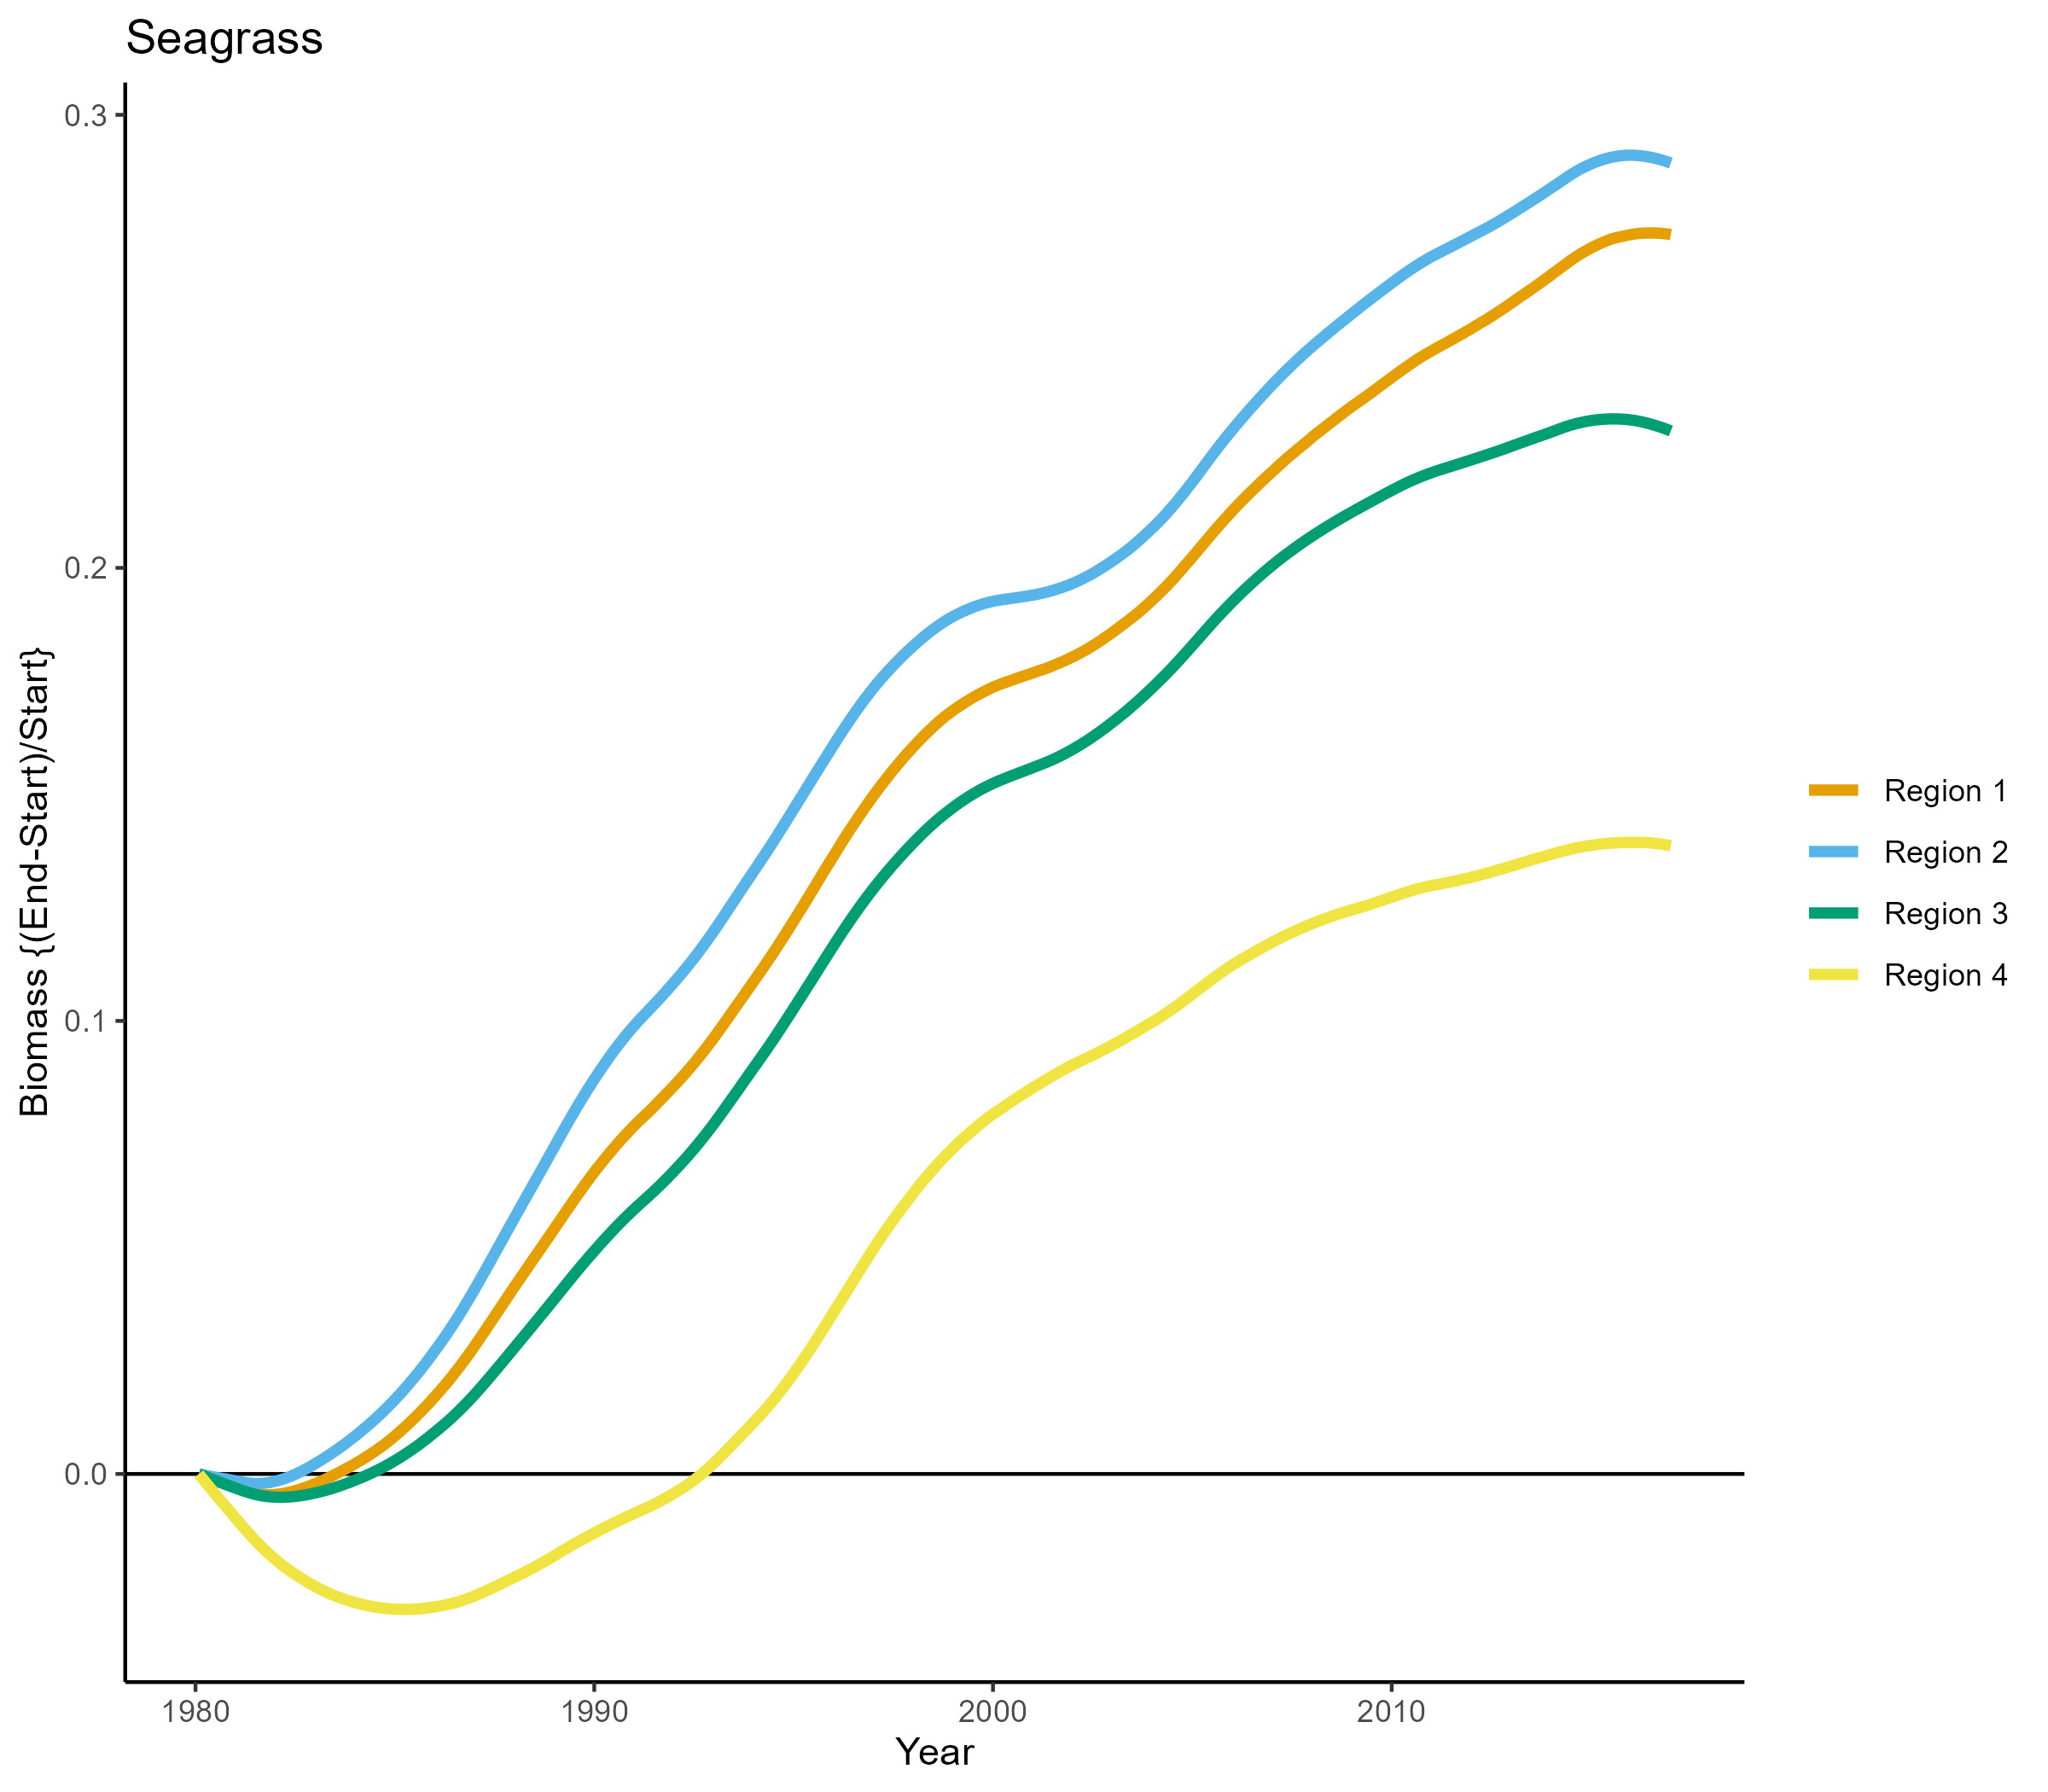 Seagrass
Biomass {(End-Start)/Start}
0.3
0.2
0.1
0.0
1980
1990
2000
2010
Year
Region 1
Region 2
Region 3
Region 4